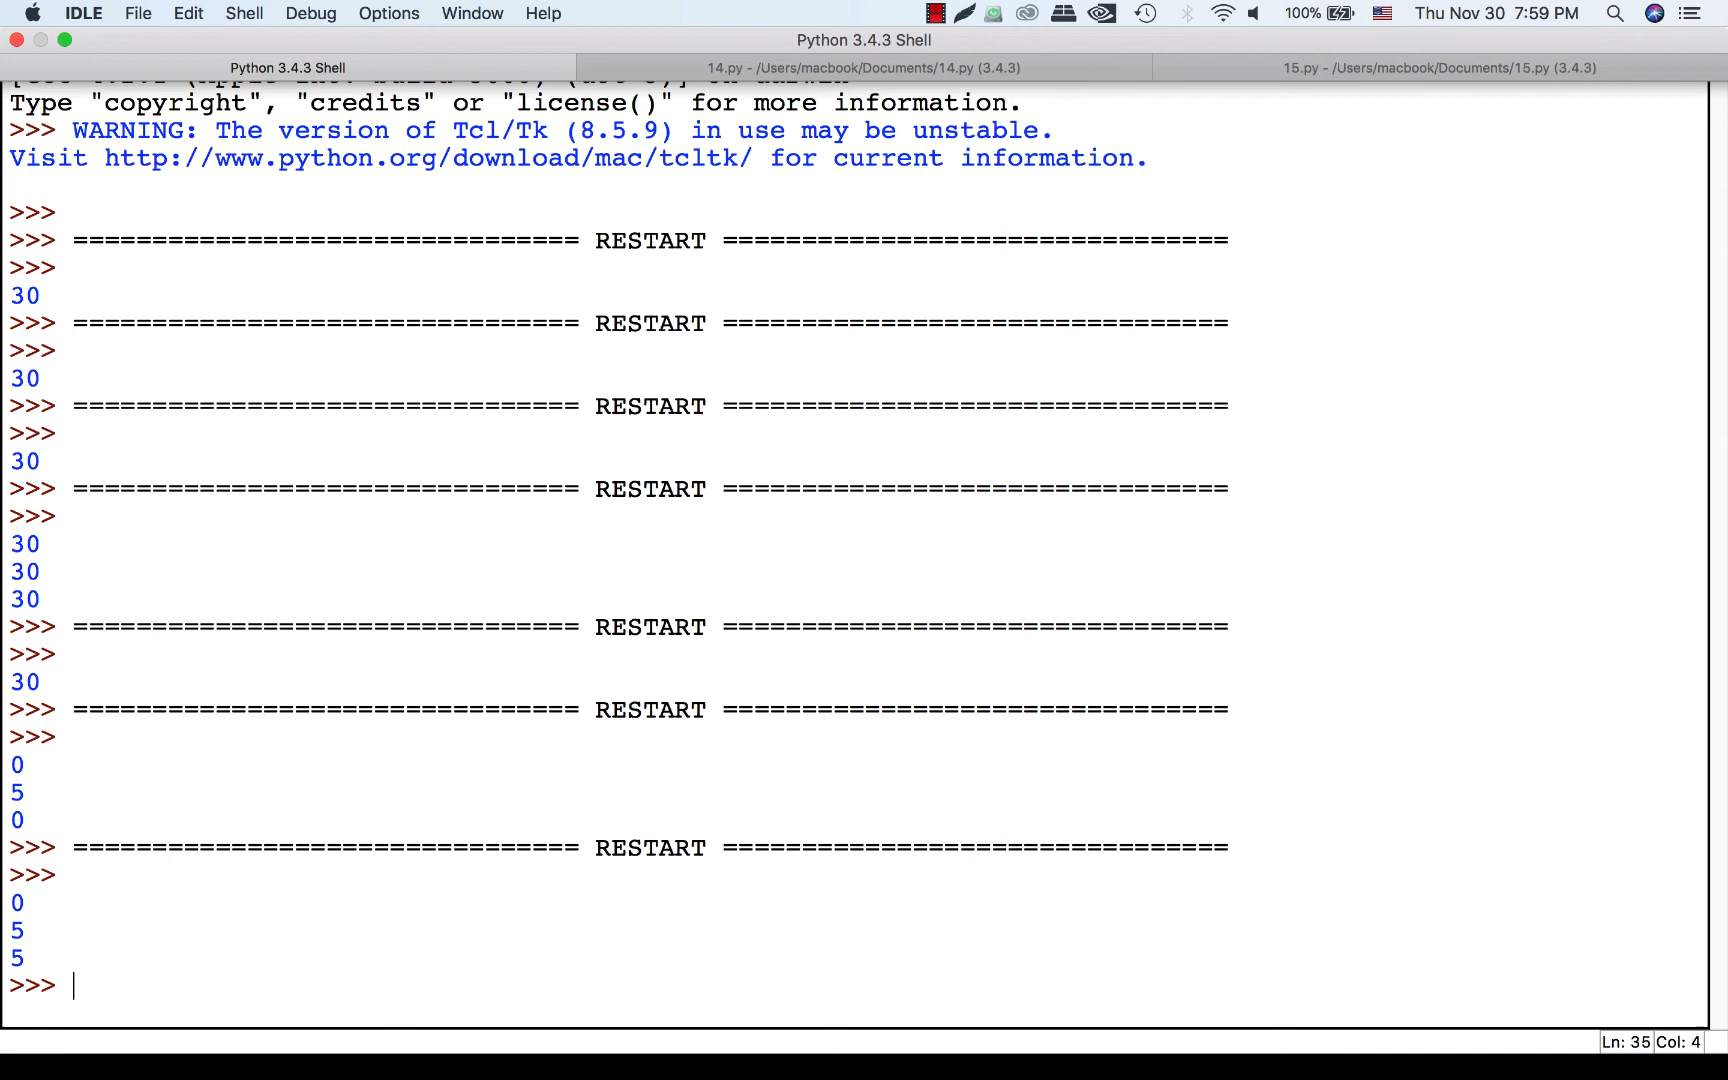 IDLE File Edit Shell Debug Options Window Help 100% Thu Nov 30 7:59 PM
Python 3.4.3 Shell
Python 3.4.3 Shell 14.py - /Users/macbook/Documents/14.py (3.4.3) 15.py - /Users/macbook/Documents/15.py (3.4.3)
Type "copyright", "credits" or "license()" for more information.
>>> WARNING: The version of Tcl/Tk (8.5.9) in use may be unstable.
Visit http://www.python.org/download/mac/tcltk/ for current information.
>>>
>>> ================================ RESTART ================================
>>>
30
>>> ================================ RESTART ================================
>>>
30
>>> ================================ RESTART ================================
>>>
30
>>> ================================ RESTART ================================
>>>
30
30
30
>>> ================================ RESTART ================================
>>>
30
>>> ================================ RESTART ================================
>>>
0
5
0
>>> ================================ RESTART ================================
>>>
0
5
5
>>>
Ln: 35 Col: 4